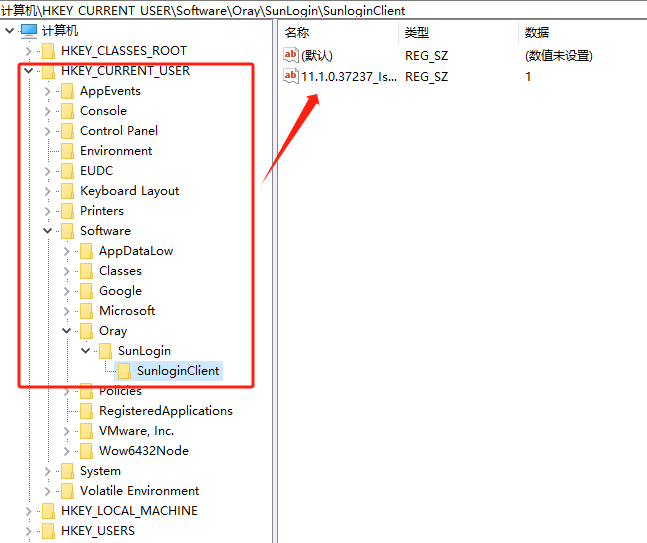 计算机\HKEY_CURRENT_USER\Software\Oray\SunLogin\SunloginClient
计算机
HKEY_CLASSES_ROOT
HKEY_CURRENT_USER
AppEvents
Console
Control Panel
Environment
EUDC
Keyboard Layout
Printers
Software
AppDataLow
Classes
Google
Microsoft
Oray
SunLogin
SunloginClient
Policies
RegisteredApplications
VMware, Inc.
Wow6432Node
System
Volatile Environment
HKEY_LOCAL_MACHINE
HKEY_USERS
名称 类型 数据
ab (默认) REG_SZ (数值未设置)
ab 11.1.0.37237_Is... REG_SZ 1